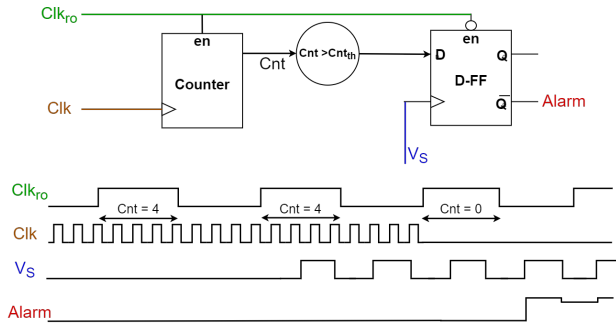 Clkro
en
Counter
Clk
Cnt
Cnt >Cntth
en
D
Q
D-FF
Q̅
Alarm
VS
Clkro
Cnt = 4
Cnt = 4
Cnt = 0
Clk
VS
Alarm